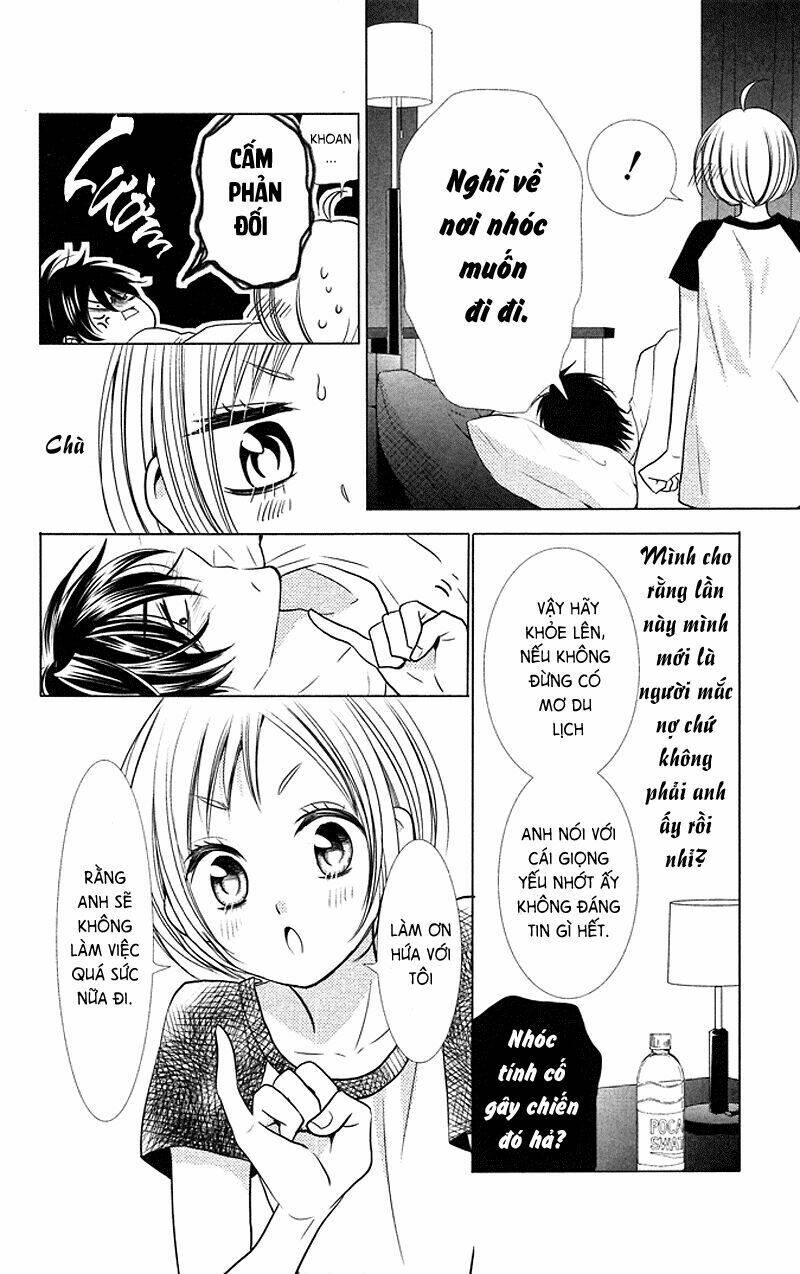 !
Nghĩ về
nơi nhóc
muốn
đi đi.
KHOAN
...
CẤM
PHẢN
ĐỐI
Lườm
Chà
Mình cho
rằng lần
này mình
mới là
người mắc
nợ chứ
không
phải anh
ấy rồi
nhỉ?
VẬY HÃY
KHỎE LÊN,
NẾU KHÔNG
ĐỪNG CÓ
MƠ DU
LỊCH
ANH NÓI VỚI
CÁI GIỌNG
YẾU NHỚT ẤY
KHÔNG ĐÁNG
TIN GÌ HẾT.
Nhóc
tính cố
gây chiến
đó hả?
POCA
SWAT
LÀM ƠN
HỨA VỚI
TÔI
RẰNG
ANH SẼ
KHÔNG
LÀM VIỆC
QUÁ SỨC
NỮA ĐI.